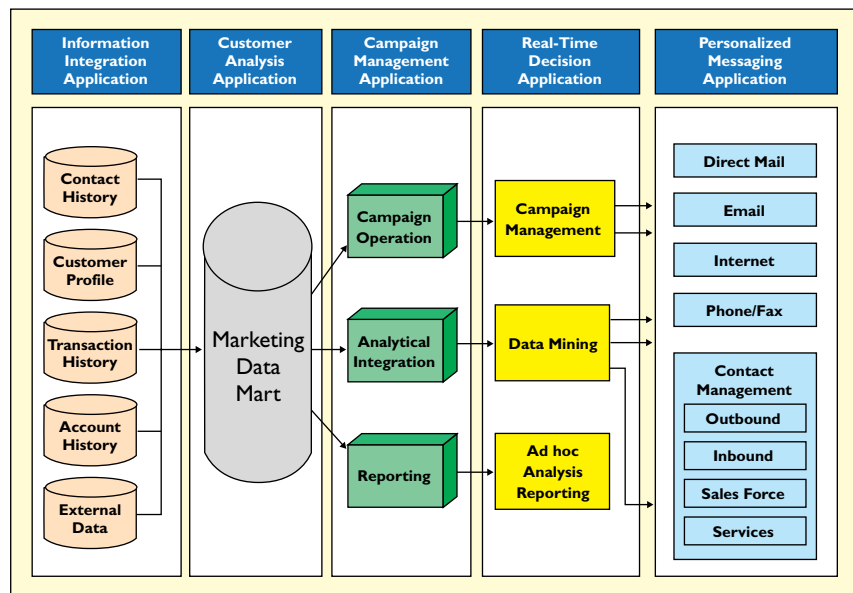 Information
Integration
Application
Customer
Analysis
Application
Campaign
Management
Application
Real-Time
Decision
Application
Personalized
Messaging
Application
Contact
History
Customer
Profile
Transaction
History
Account
History
External
Data
Marketing
Data
Mart
Campaign
Operation
Analytical
Integration
Reporting
Campaign
Management
Data Mining
Ad hoc
Analysis
Reporting
Direct Mail
Email
Internet
Phone/Fax
Contact
Management
Outbound
Inbound
Sales Force
Services